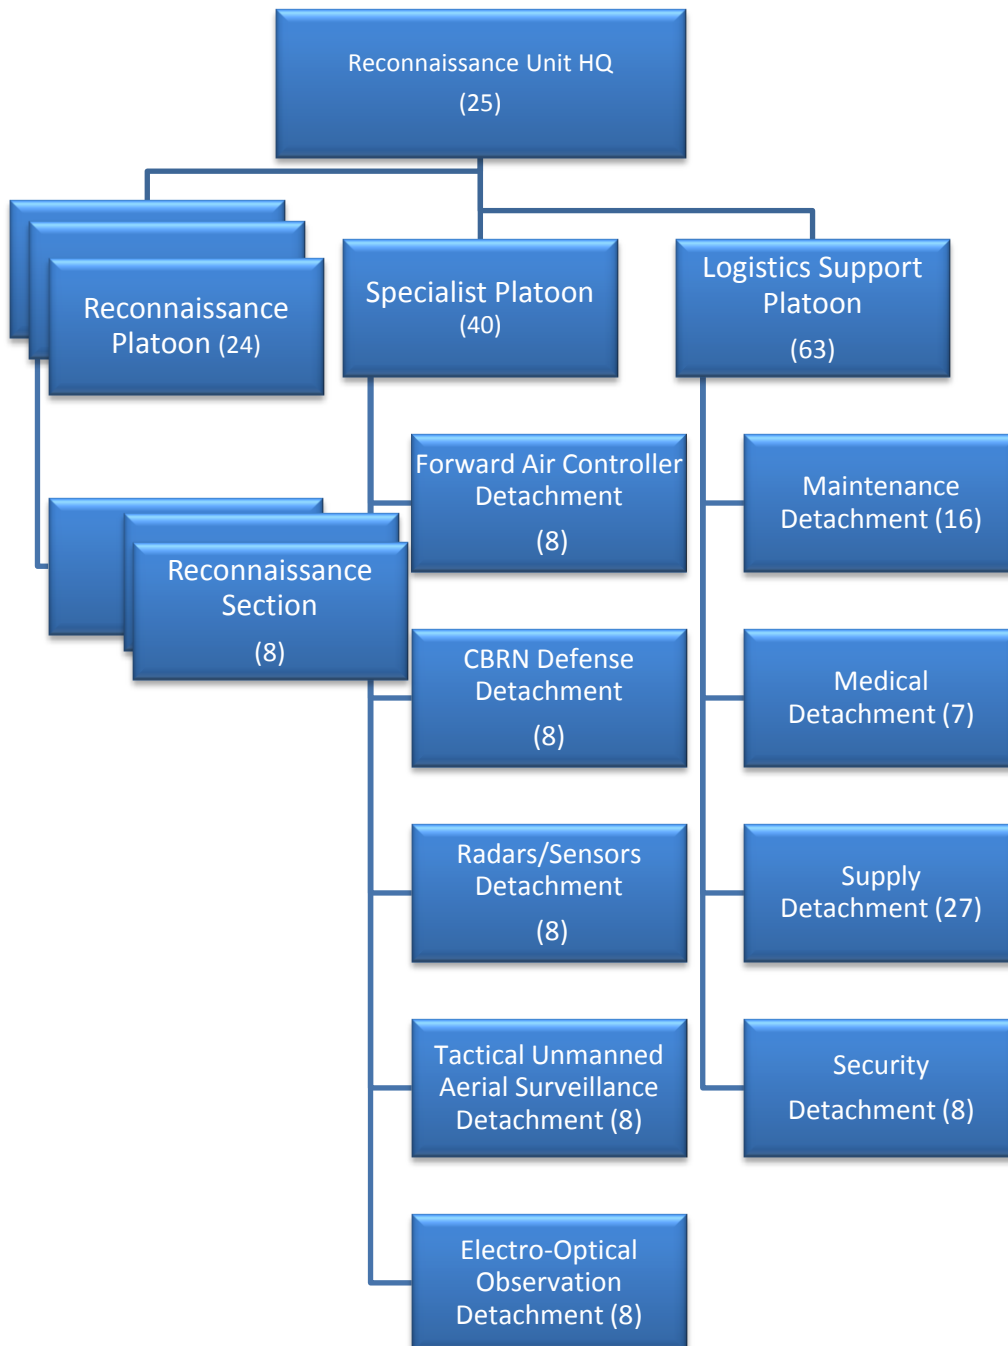 Reconnaissance Unit HQ
(25)
Reconnaissance
Platoon (24)
Specialist Platoon
(40)
Logistics Support
Platoon
(63)
Reconnaissance
Section
(8)
Forward Air Controller
Detachment
(8)
CBRN Defense
Detachment
(8)
Radars/Sensors
Detachment
(8)
Tactical Unmanned
Aerial Surveillance
Detachment (8)
Electro-Optical
Observation
Detachment (8)
Maintenance
Detachment (16)
Medical
Detachment (7)
Supply
Detachment (27)
Security
Detachment (8)